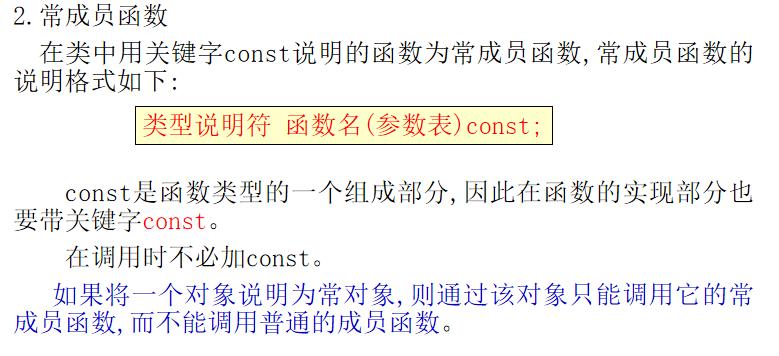 2.常成员函数
在类中用关键字const说明的函数为常成员函数,常成员函数的
说明格式如下:
类型说明符 函数名(参数表)const;
const是函数类型的一个组成部分,因此在函数的实现部分也
要带关键字const。
在调用时不必加const。
如果将一个对象说明为常对象,则通过该对象只能调用它的常
成员函数,而不能调用普通的成员函数。